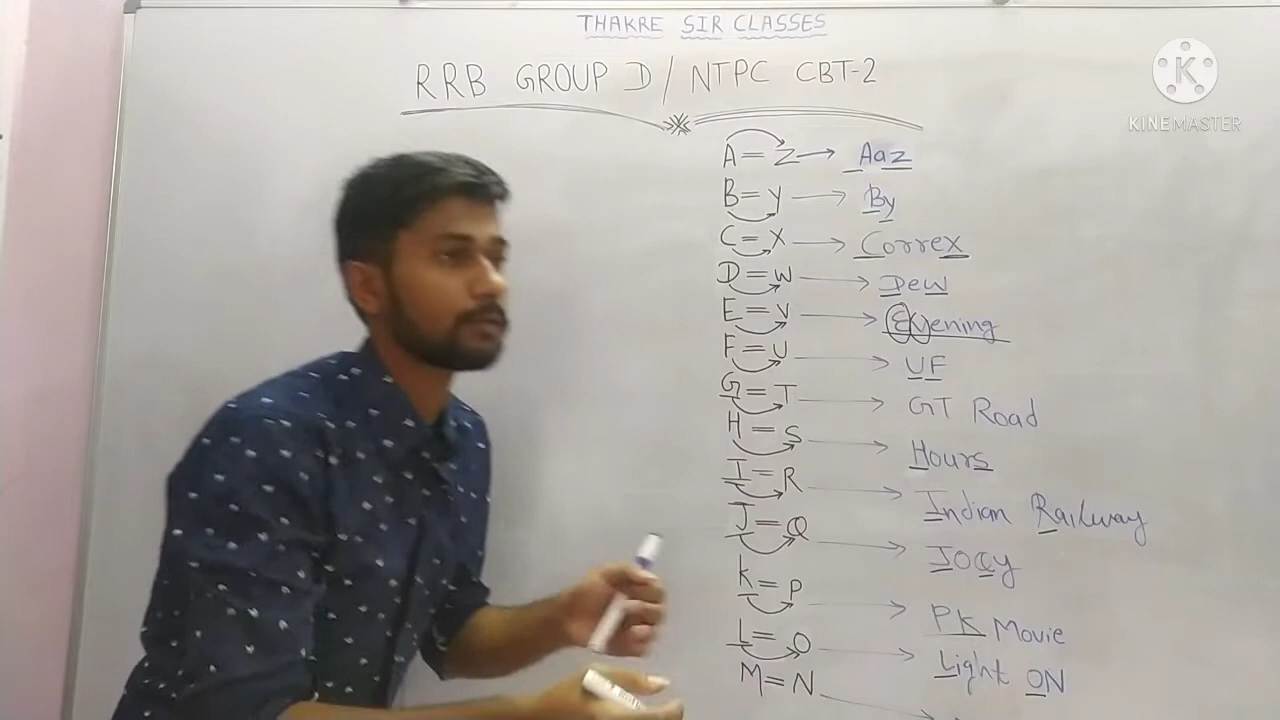 THAKRE SIR CLASSES
RRB GROUP D / NTPC CBT-2
K
KINEMASTER
A = Z → Aaz
B = Y → By
C = X → Correx
D = W → Dew
E = V → Evening
F = U → UF
G = T → GT Road
H = S → Hours
I = R → Indian Railway
J = Q → JOQy
K = P → PK Movie
L = O → Light ON
M = N →